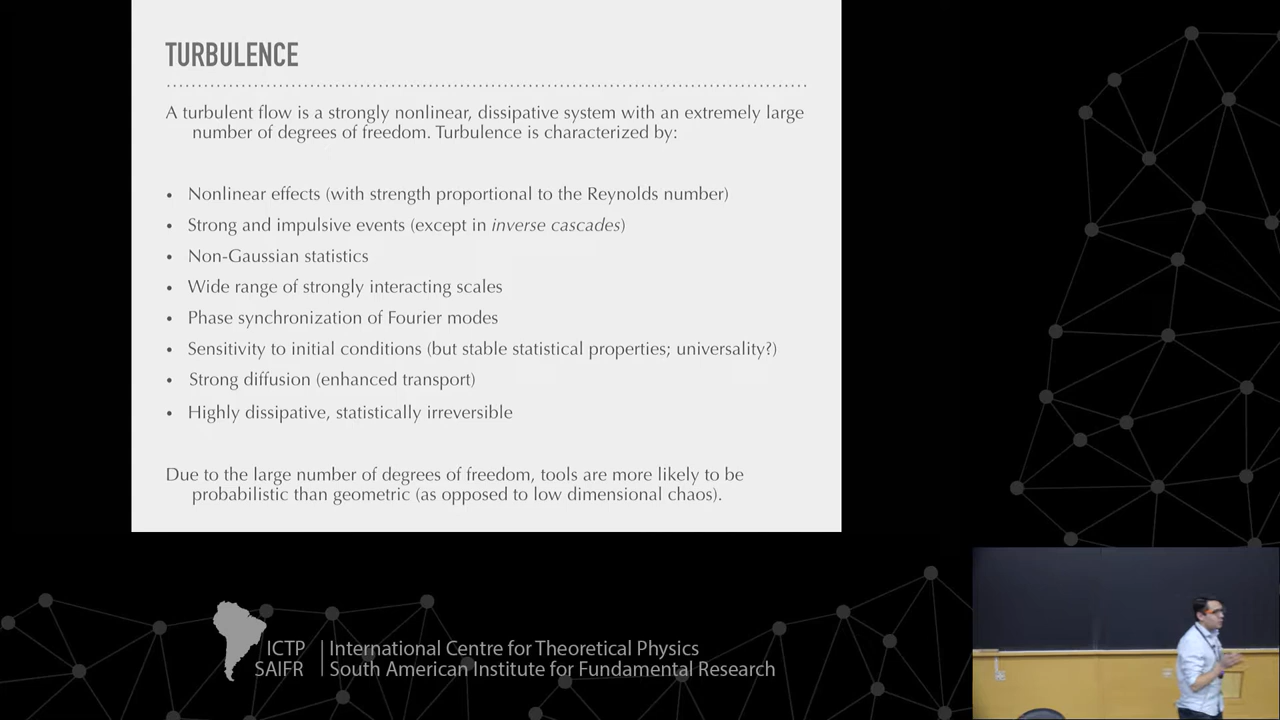 TURBULENCE
A turbulent flow is a strongly nonlinear, dissipative system with an extremely large
number of degrees of freedom. Turbulence is characterized by:
• Nonlinear effects (with strength proportional to the Reynolds number)
• Strong and impulsive events (except in inverse cascades)
• Non-Gaussian statistics
• Wide range of strongly interacting scales
• Phase synchronization of Fourier modes
• Sensitivity to initial conditions (but stable statistical properties; universality?)
• Strong diffusion (enhanced transport)
• Highly dissipative, statistically irreversible
Due to the large number of degrees of freedom, tools are more likely to be
probabilistic than geometric (as opposed to low dimensional chaos).
ICTP | International Centre for Theoretical Physics
SAIFR | South American Institute for Fundamental Research